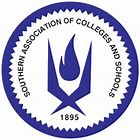 SOUTHERN ASSOCIATION OF COLLEGES AND SCHOOLS
1895